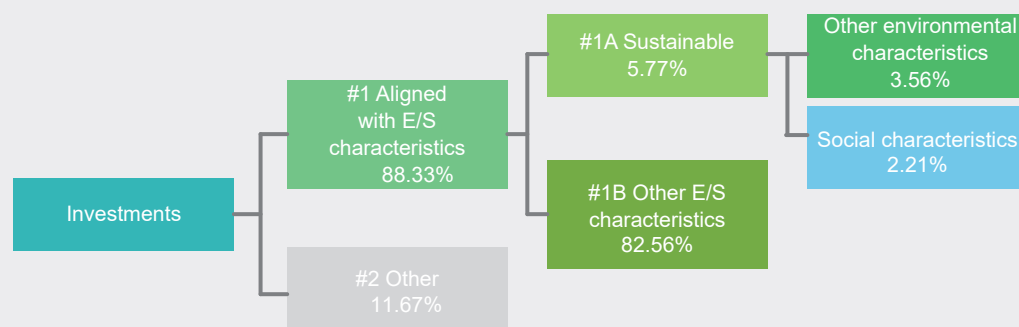 Investments
#1 Aligned
with E/S
characteristics
88.33%
#2 Other
11.67%
#1A Sustainable
5.77%
#1B Other E/S
characteristics
82.56%
Other environmental
characteristics
3.56%
Social characteristics
2.21%